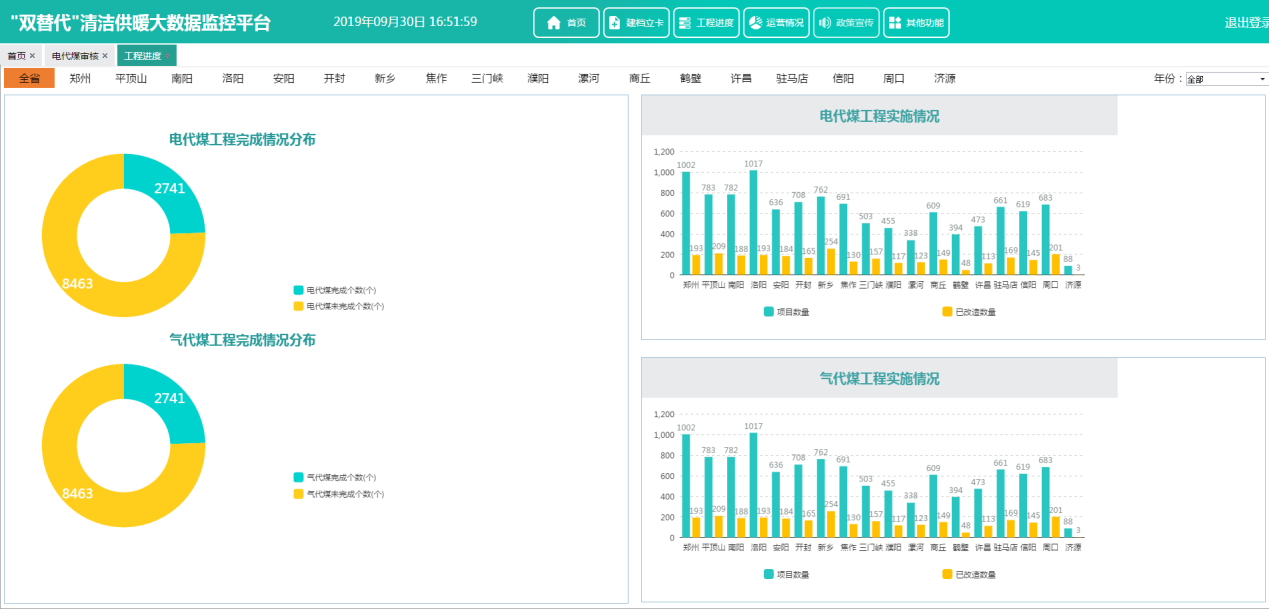 "双替代"清洁供暖大数据监控平台
2019年09月30日 16:51:59
首页
建档立卡
工程进度
运营情况
政策宣传
其他功能
退出登录
首页 ×
电代煤审核 ×
工程进度
全省 郑州 平顶山 南阳 洛阳 安阳 开封 新乡 焦作 三门峡 濮阳 漯河 商丘 鹤壁 许昌 驻马店 信阳 周口 济源
年份：全部
电代煤工程完成情况分布
2741
8463
电代煤完成个数(个)
电代煤未完成个数(个)
气代煤工程完成情况分布
2741
8463
气代煤完成个数(个)
气代煤未完成个数(个)
电代煤工程实施情况
1,200
1,000
800
600
400
200
0
1002 783 782 1017 636 708 762 691 503 455 338 609 394 473 661 619 683 88
193 209 188 193 184 165 254 130 157 117 123 149 48 113 169 145 201 3
郑州 平顶山 南阳 洛阳 安阳 开封 新乡 焦作 三门峡 濮阳 漯河 商丘 鹤壁 许昌 驻马店 信阳 周口 济源
项目数量 已改造数量
气代煤工程实施情况
1,200
1,000
800
600
400
200
0
1002 783 782 1017 636 708 762 691 503 455 338 609 394 473 661 619 683 88
193 209 188 193 184 165 254 130 157 117 123 149 48 113 169 145 201 3
郑州 平顶山 南阳 洛阳 安阳 开封 新乡 焦作 三门峡 濮阳 漯河 商丘 鹤壁 许昌 驻马店 信阳 周口 济源
项目数量 已改造数量